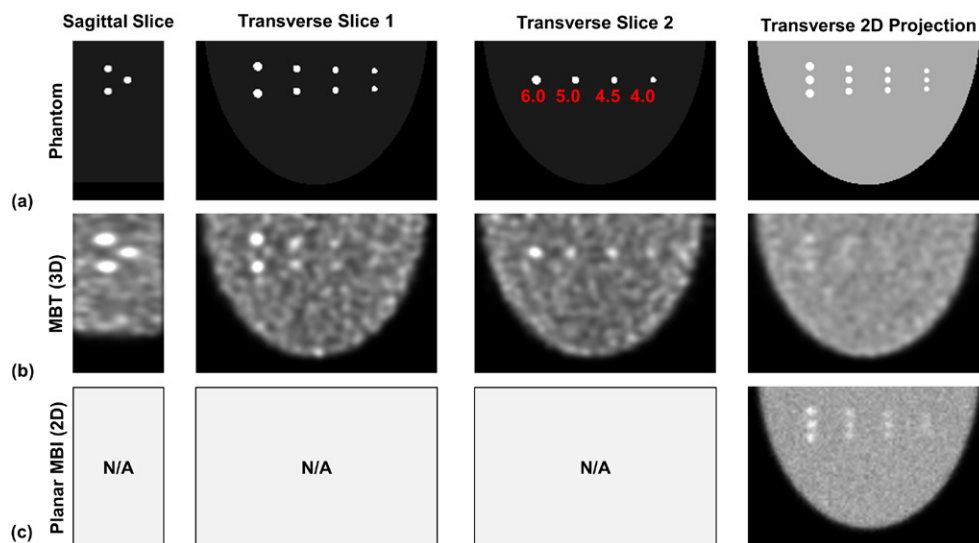 Sagittal Slice
Transverse Slice 1
Transverse Slice 2
Transverse 2D Projection
Phantom
6.0 5.0 4.5 4.0
(a)
MBT (3D)
(b)
Planar MBI (2D)
N/A
N/A
N/A
(c)